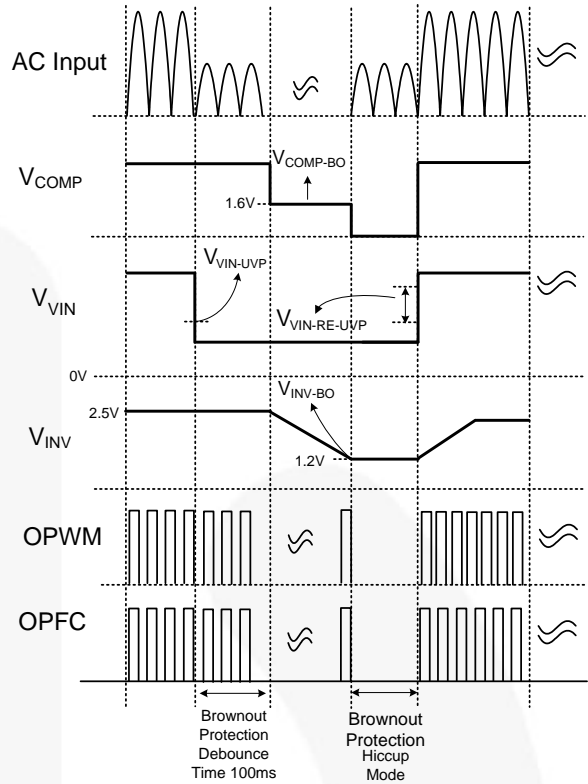 AC Input
VCOMP
VCOMP-BO
1.6V
VVIN-UVP
VVIN
VVIN-RE-UVP
0V
VINV-BO
2.5V
VINV
1.2V
OPWM
OPFC
Brownout
Protection
Debounce
Time 100ms
Brownout
Protection
Hiccup
Mode